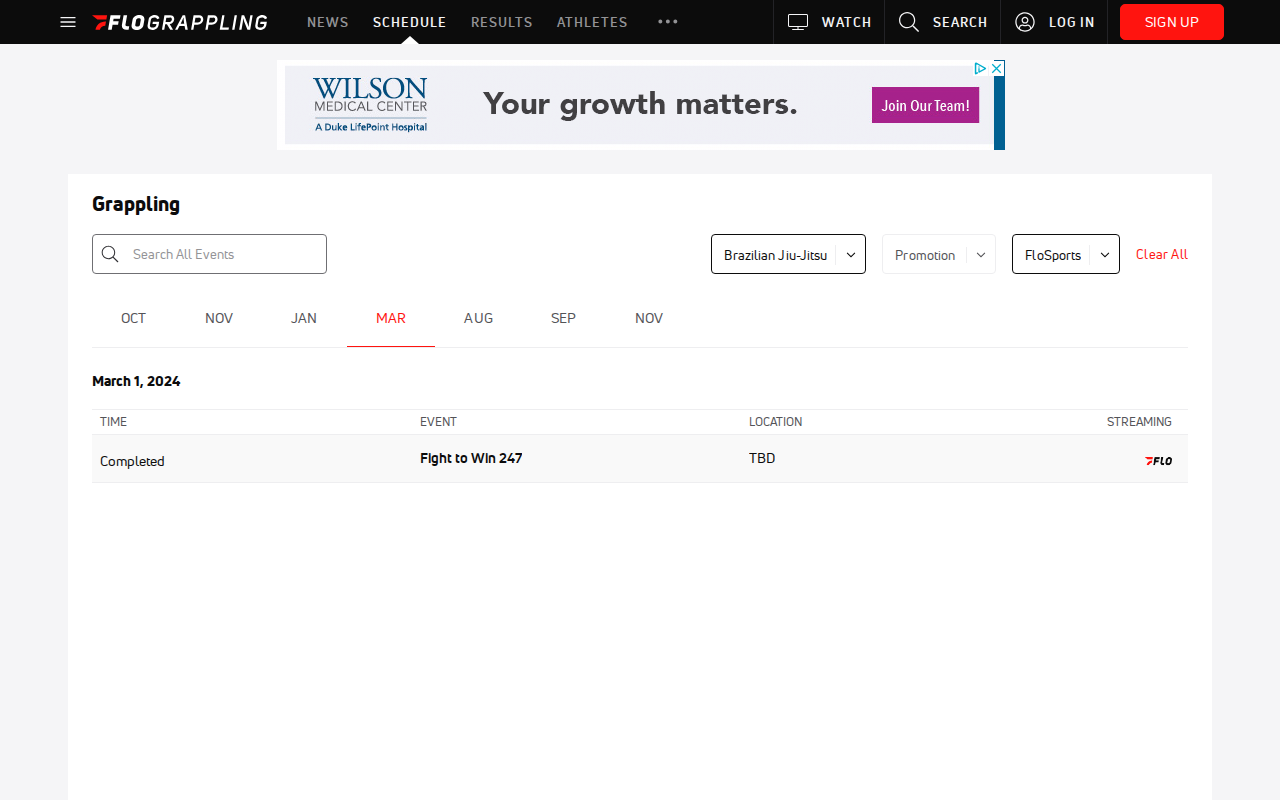 FLOGRAPPLING NEWS SCHEDULE RESULTS ATHLETES ••• WATCH SEARCH LOG IN SIGN UP
WILSON
MEDICAL CENTER
A Duke LifePoint Hospital
Your growth matters.
Join Our Team!
Grappling
Search All Events
Brazilian Jiu-Jitsu Promotion FloSports Clear All
OCT NOV JAN MAR AUG SEP NOV
March 1, 2024
TIME EVENT LOCATION STREAMING
Completed Fight to Win 247 TBD FLO